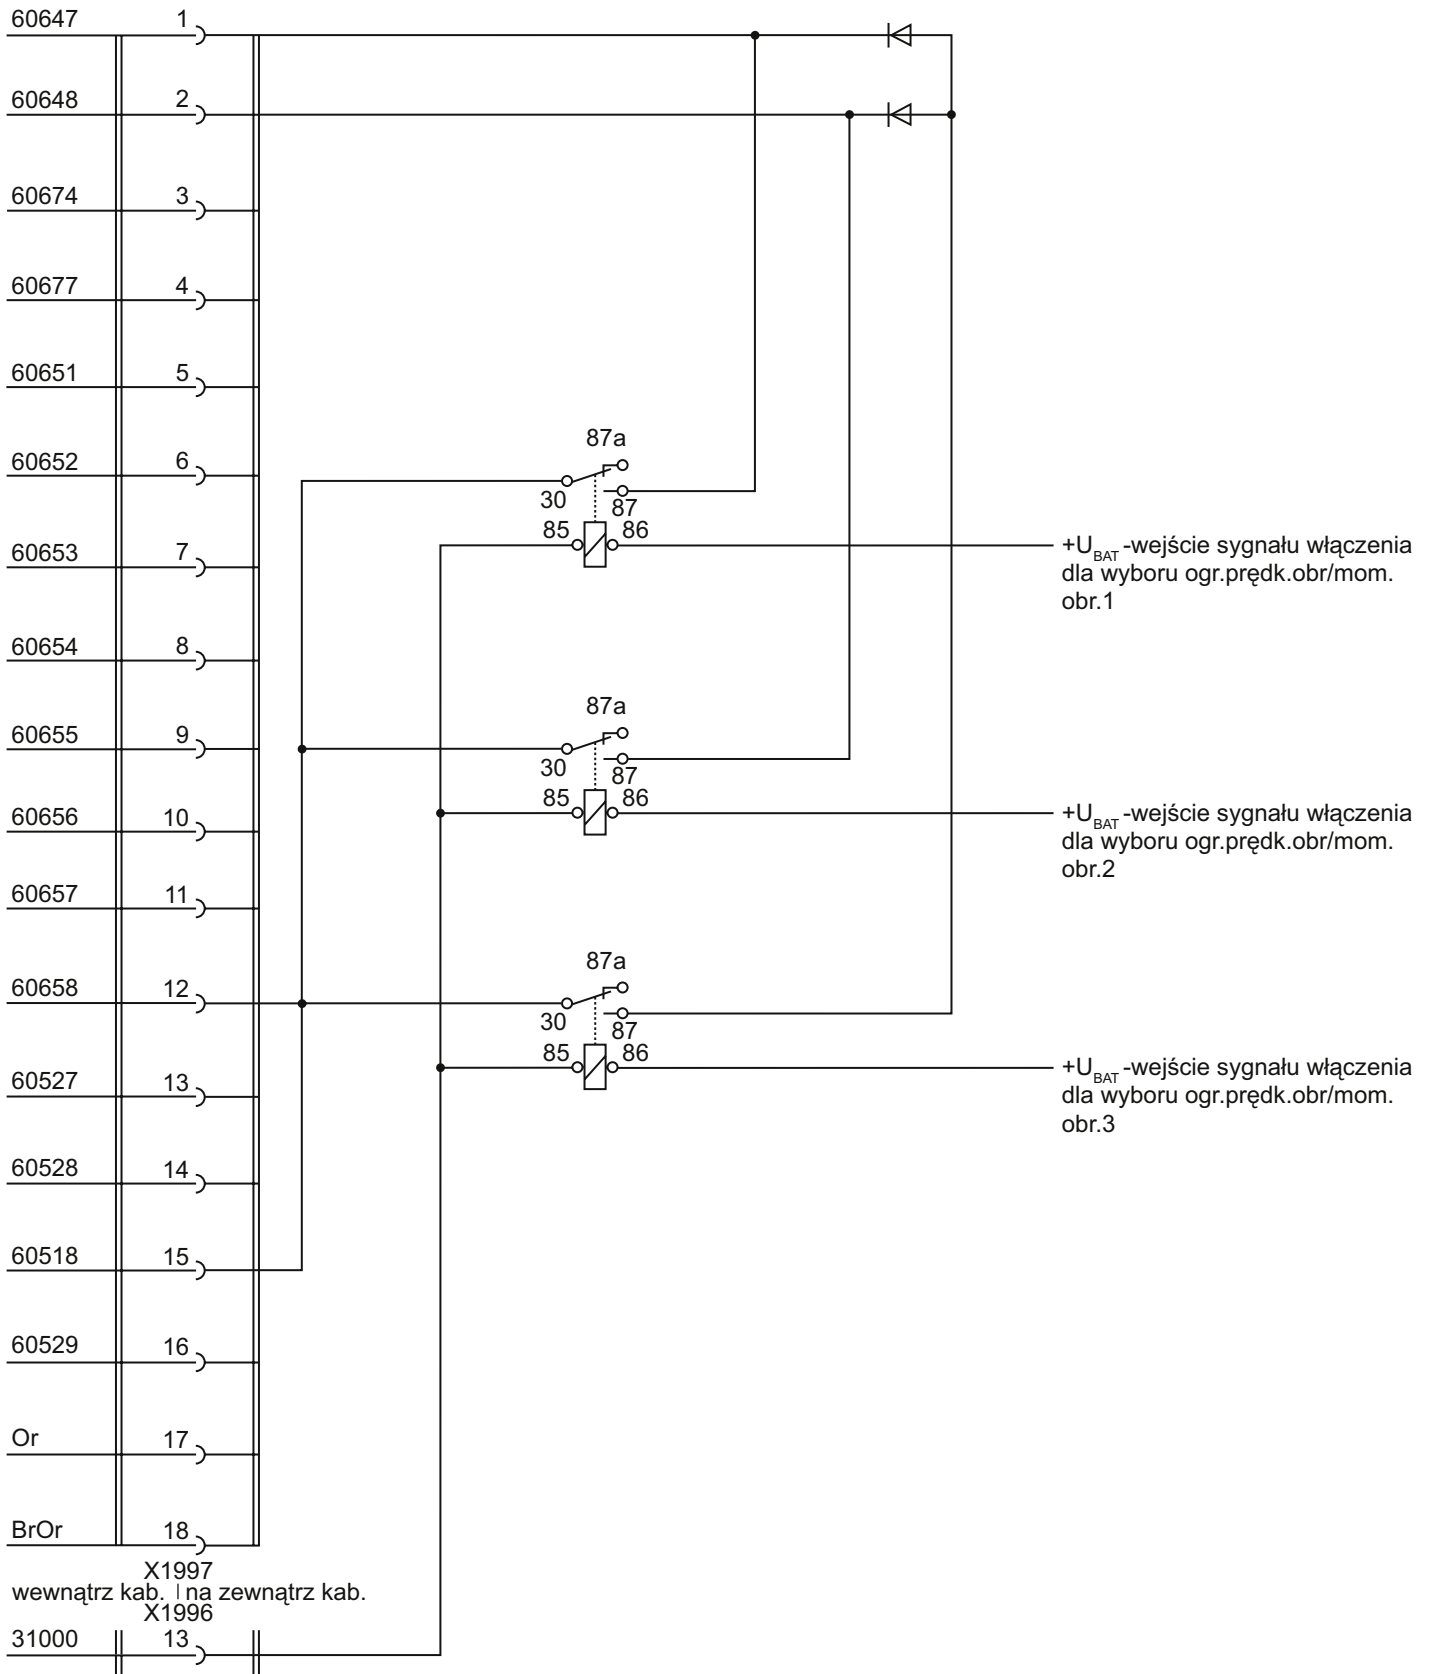 60647 1
60648 2
60674 3
60677 4
60651 5
60652 6
60653 7
60654 8
60655 9
60656 10
60657 11
60658 12
60527 13
60528 14
60518 15
60529 16
Or 17
BrOr 18
X1997
wewnątrz kab. | na zewnątrz kab.
X1996
31000 13
87a
30
87
85 86
+UBAT -wejście sygnału włączenia
dla wyboru ogr.prędk.obr/mom.
obr.1
87a
30
87
85 86
+UBAT -wejście sygnału włączenia
dla wyboru ogr.prędk.obr/mom.
obr.2
87a
30
87
85 86
+UBAT -wejście sygnału włączenia
dla wyboru ogr.prędk.obr/mom.
obr.3